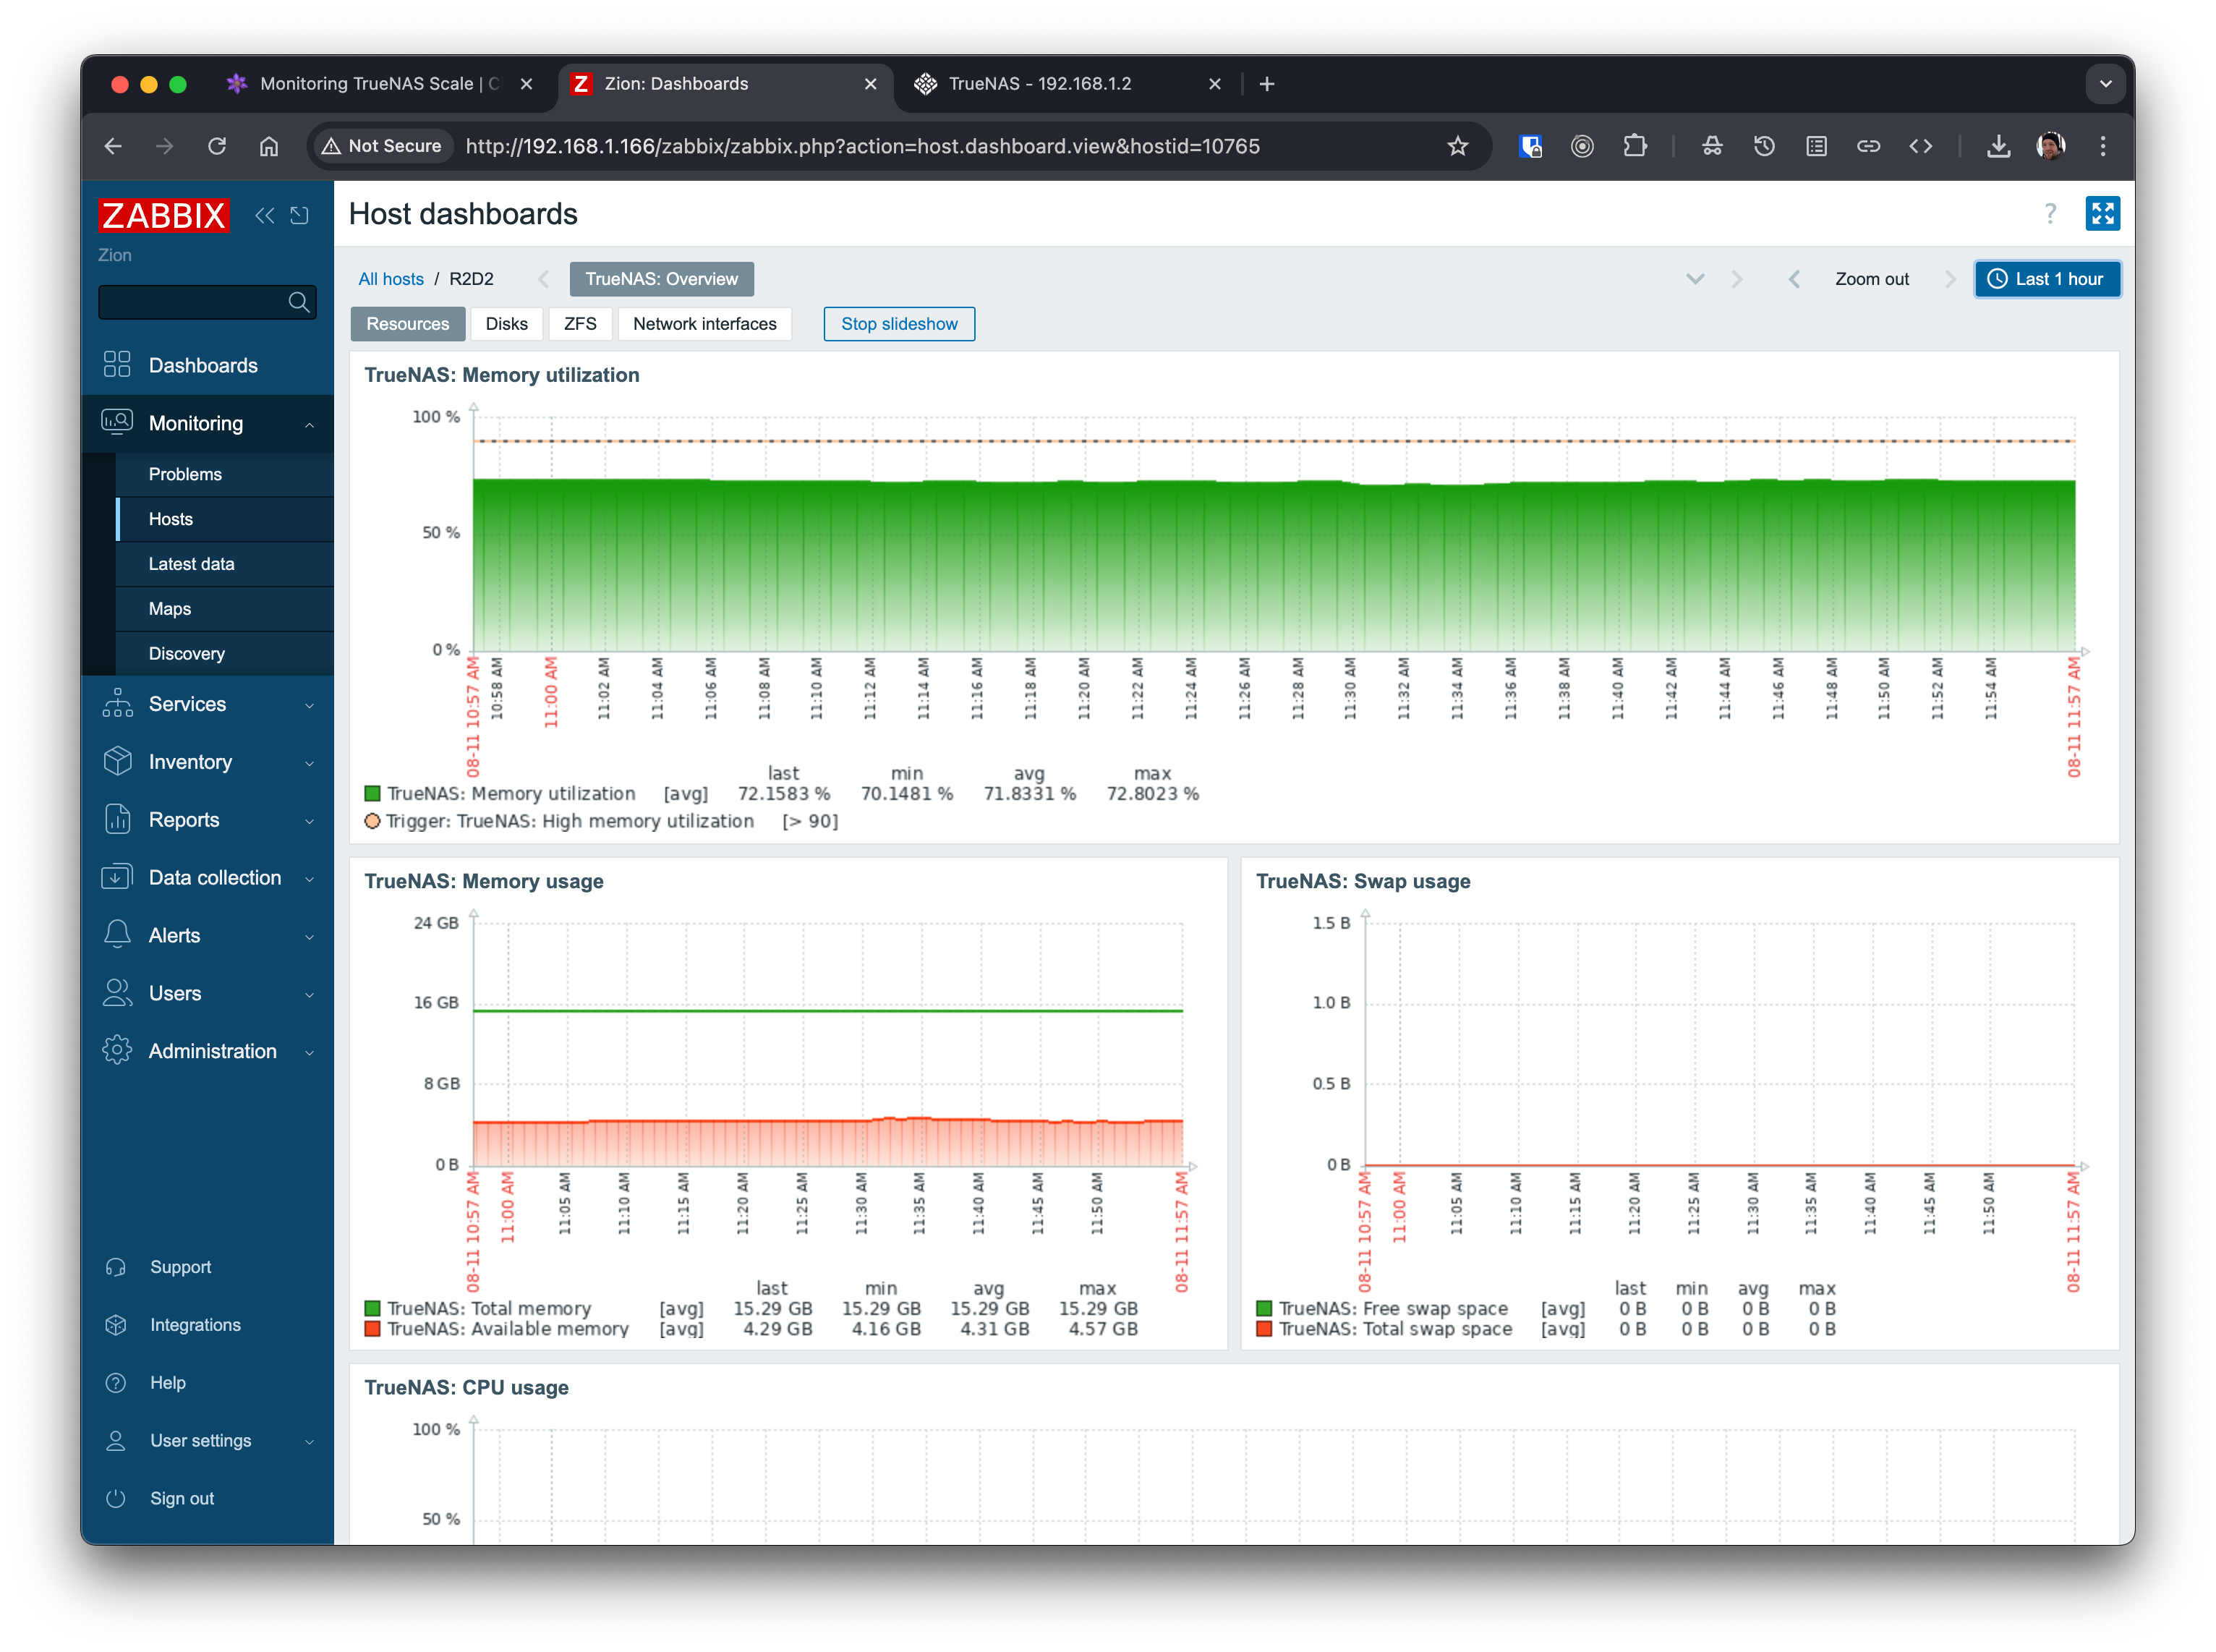 Monitoring TrueNAS Scale | C
Zion: Dashboards
TrueNAS - 192.168.1.2
Not Secure
http://192.168.1.166/zabbix/zabbix.php?action=host.dashboard.view&hostid=10765
ZABBIX
Zion
Dashboards
Monitoring
Problems
Hosts
Latest data
Maps
Discovery
Services
Inventory
Reports
Data collection
Alerts
Users
Administration
Support
Integrations
Help
User settings
Sign out
Host dashboards
?
All hosts / R2D2
TrueNAS: Overview
Zoom out
Last 1 hour
Resources
Disks
ZFS
Network interfaces
Stop slideshow
TrueNAS: Memory utilization
100 %
50 %
0 %
08-11 10:57 AM
10:58 AM
11:00 AM
11:02 AM
11:04 AM
11:06 AM
11:08 AM
11:10 AM
11:12 AM
11:14 AM
11:16 AM
11:18 AM
11:20 AM
11:22 AM
11:24 AM
11:26 AM
11:28 AM
11:30 AM
11:32 AM
11:34 AM
11:36 AM
11:38 AM
11:40 AM
11:42 AM
11:44 AM
11:46 AM
11:48 AM
11:50 AM
11:52 AM
11:54 AM
08-11 11:57 AM
last min avg max
TrueNAS: Memory utilization [avg] 72.1583 % 70.1481 % 71.8331 % 72.8023 %
Trigger: TrueNAS: High memory utilization [> 90]
TrueNAS: Memory usage
24 GB
16 GB
8 GB
0 B
08-11 10:57 AM
11:00 AM
11:05 AM
11:10 AM
11:15 AM
11:20 AM
11:25 AM
11:30 AM
11:35 AM
11:40 AM
11:45 AM
11:50 AM
08-11 11:57 AM
last min avg max
TrueNAS: Total memory [avg] 15.29 GB 15.29 GB 15.29 GB 15.29 GB
TrueNAS: Available memory [avg] 4.29 GB 4.16 GB 4.31 GB 4.57 GB
TrueNAS: Swap usage
1.5 B
1.0 B
0.5 B
0 B
08-11 10:57 AM
11:00 AM
11:05 AM
11:10 AM
11:15 AM
11:20 AM
11:25 AM
11:30 AM
11:35 AM
11:40 AM
11:45 AM
11:50 AM
08-11 11:57 AM
last min avg max
TrueNAS: Free swap space [avg] 0 B 0 B 0 B 0 B
TrueNAS: Total swap space [avg] 0 B 0 B 0 B 0 B
TrueNAS: CPU usage
100 %
50 %